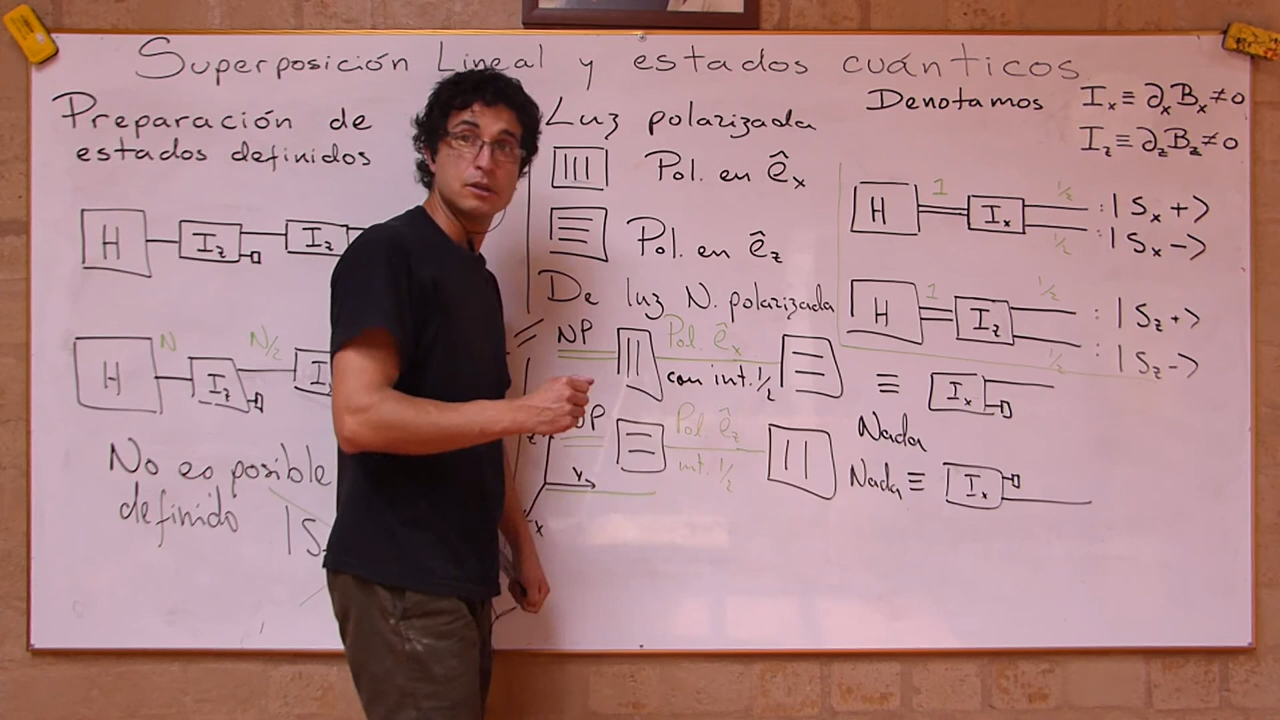 Superposición Lineal y estados cuánticos
Preparación de
estados definidos
H I_z I_z
N N/2
H I_z I
No es posible
definido |S
Luz polarizada
Pol. en ê_x
Pol. en ê_z
De luz N. polarizada
NP Pol. ê_x
con int. 1/2
≡ I_x
Nada
NP Pol. ê_z
int. 1/2
Nada ≡ I_x
y
x
Denotamos I_x ≡ ∂_x B_x ≠ 0
I_z ≡ ∂_z B_z ≠ 0
H 1 I_x 1/2 : | S_x + >
1/2 : | S_x - >
H 1 I_z 1/2 : | S_z + >
1/2 : | S_z - >